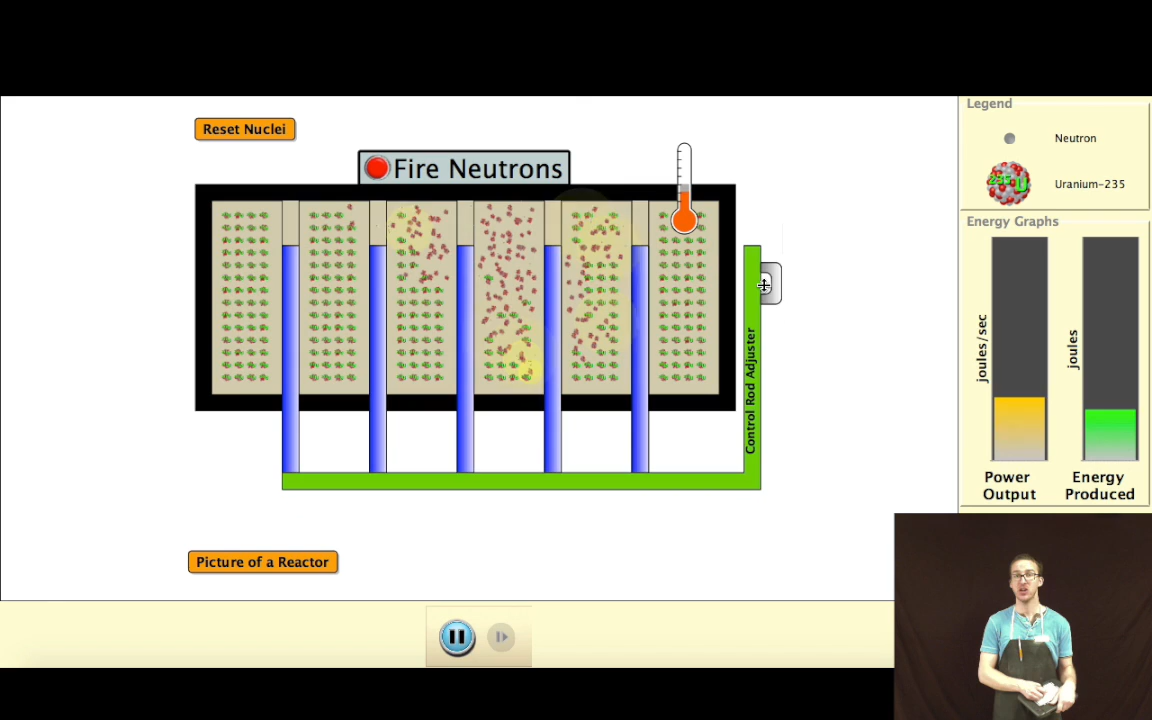 Legend
Reset Nuclei
Neutron
Fire Neutrons
235 U
Uranium-235
Energy Graphs
joules/sec
joules
Control Rod Adjuster
Power
Output
Energy
Produced
Picture of a Reactor